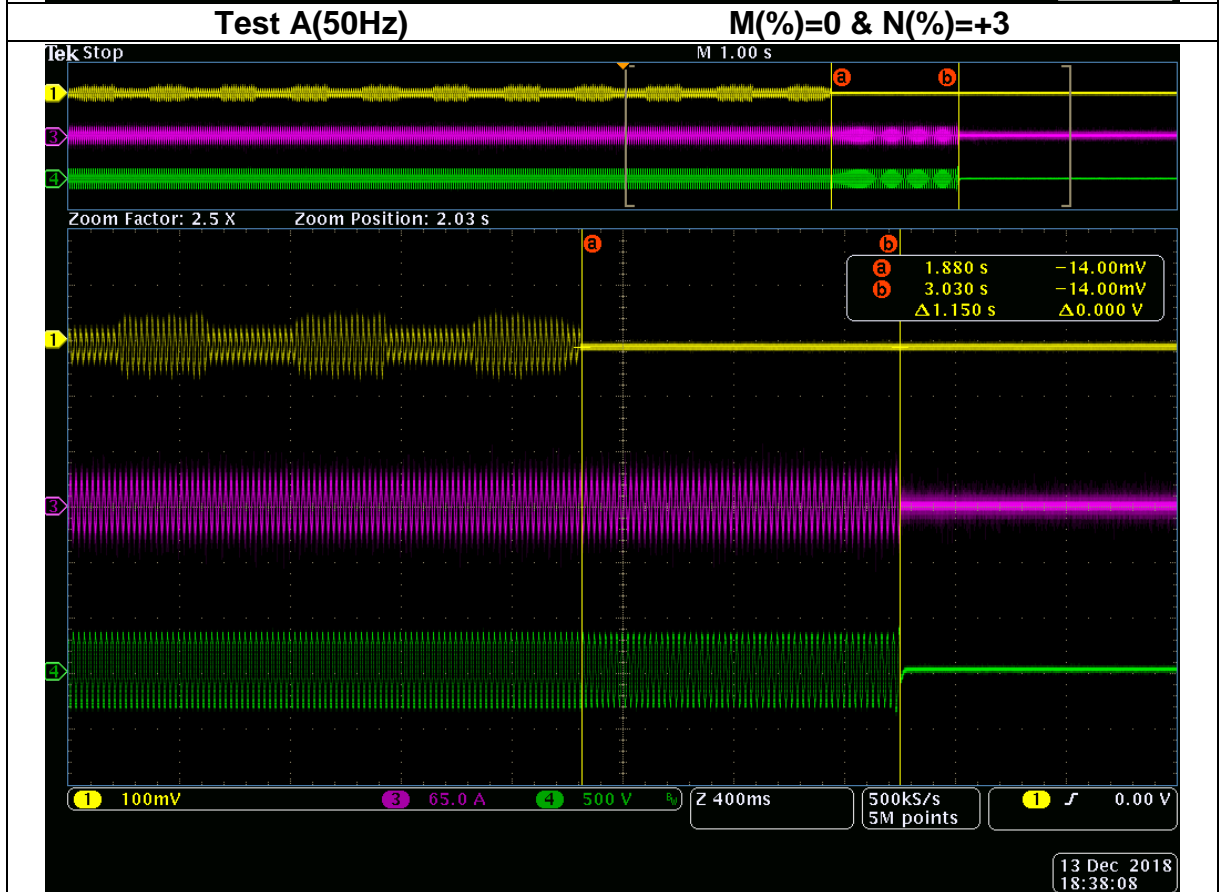 Test A(50Hz) M(%)=0 & N(%)=+3
Tek Stop M 1.00 s
a b
1
3
4
Zoom Factor: 2.5 X Zoom Position: 2.03 s
a b
a 1.880 s −14.00mV
b 3.030 s −14.00mV
Δ1.150 s Δ0.000 V
1
3
4
1 100mV 3 65.0 A 4 500 V BW Z 400ms 500kS/s 1 0.00 V
5M points
13 Dec 2018
18:38:08